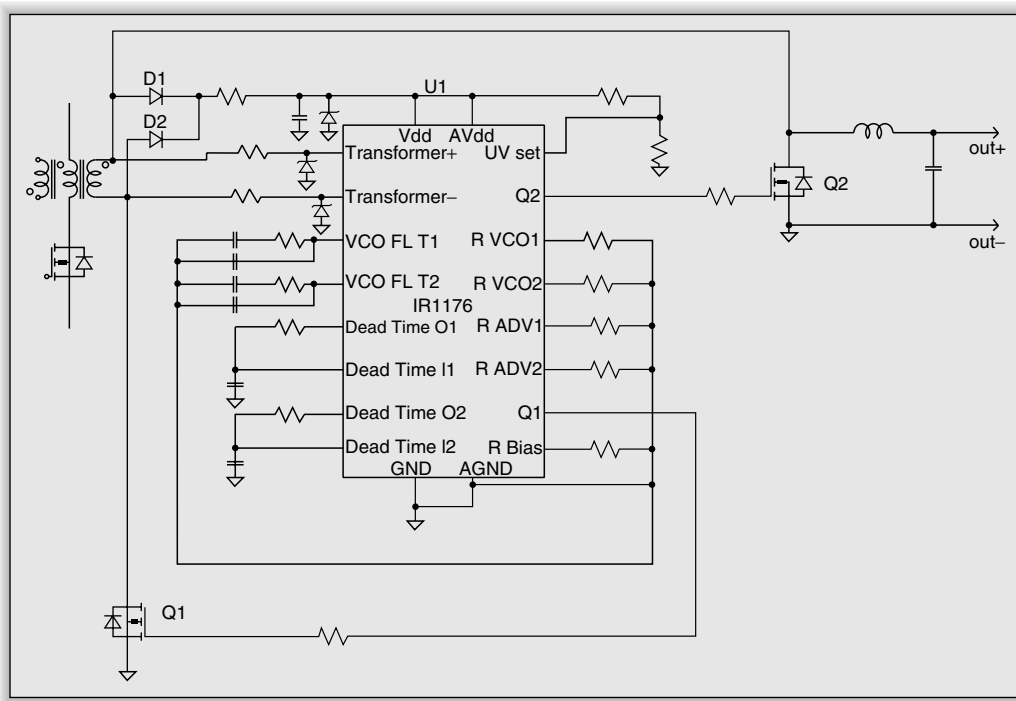 D1
D2
U1
Vdd AVdd
Transformer+
UV set
Transformer–
Q2
Q2
out+
out–
VCO FL T1
R VCO1
VCO FL T2
R VCO2
IR1176
Dead Time O1
R ADV1
Dead Time I1
R ADV2
Dead Time O2
Q1
Dead Time I2
R Bias
GND AGND
Q1